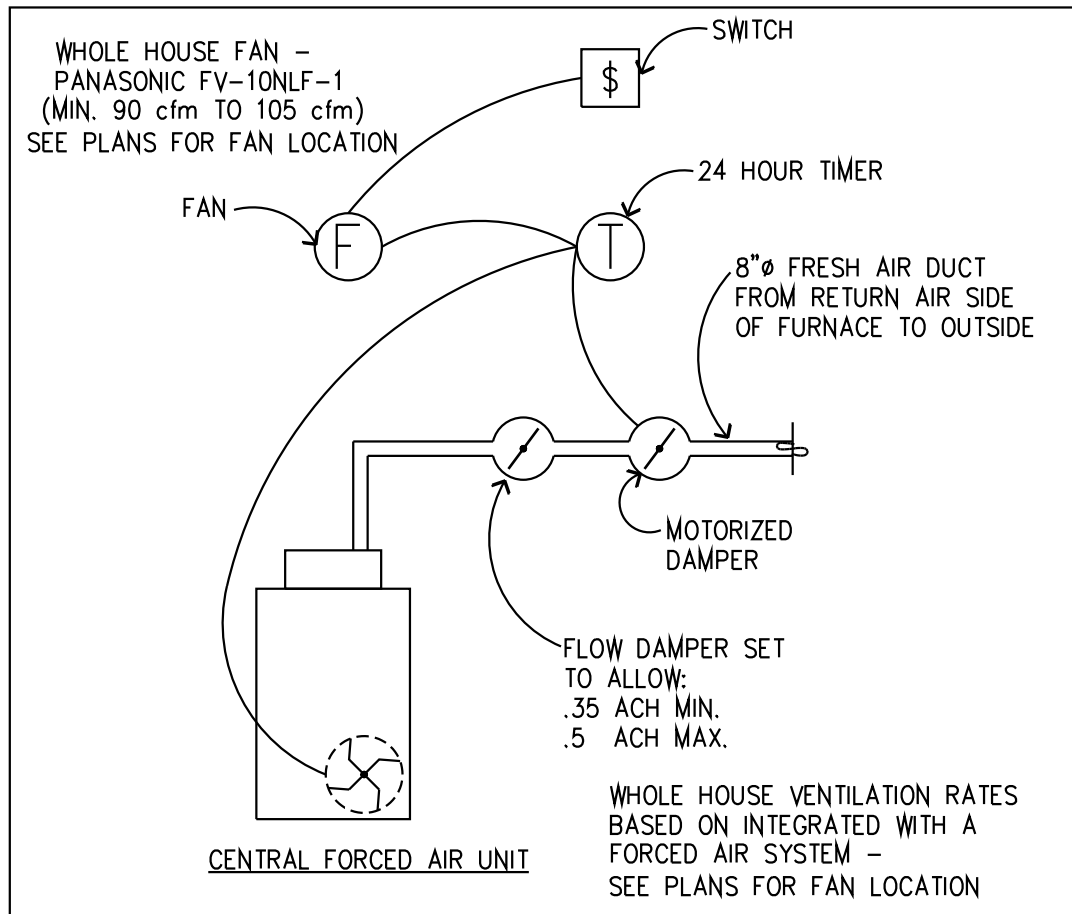 WHOLE HOUSE FAN –
PANASONIC FV–10NLF–1
(MIN. 90 cfm TO 105 cfm)
SEE PLANS FOR FAN LOCATION
SWITCH
$
24 HOUR TIMER
FAN
F
T
8"ø FRESH AIR DUCT
FROM RETURN AIR SIDE
OF FURNACE TO OUTSIDE
MOTORIZED
DAMPER
FLOW DAMPER SET
TO ALLOW:
.35 ACH MIN.
.5 ACH MAX.
WHOLE HOUSE VENTILATION RATES
BASED ON INTEGRATED WITH A
FORCED AIR SYSTEM –
SEE PLANS FOR FAN LOCATION
CENTRAL FORCED AIR UNIT